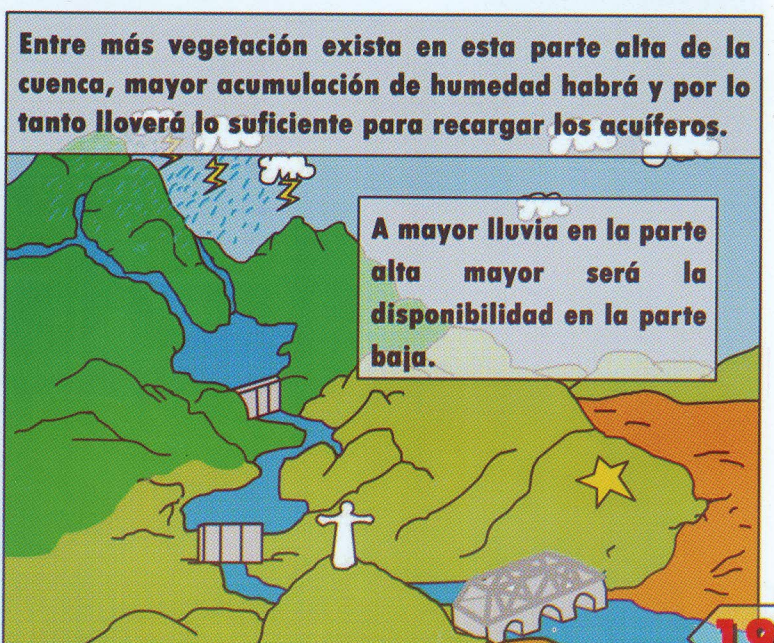 Entre más vegetación exista en esta parte alta de la
cuenca, mayor acumulación de humedad habrá y por lo
tanto lloverá lo suficiente para recargar los acuíferos.
A mayor lluvia en la parte
alta mayor será la
disponibilidad en la parte
baja.
19